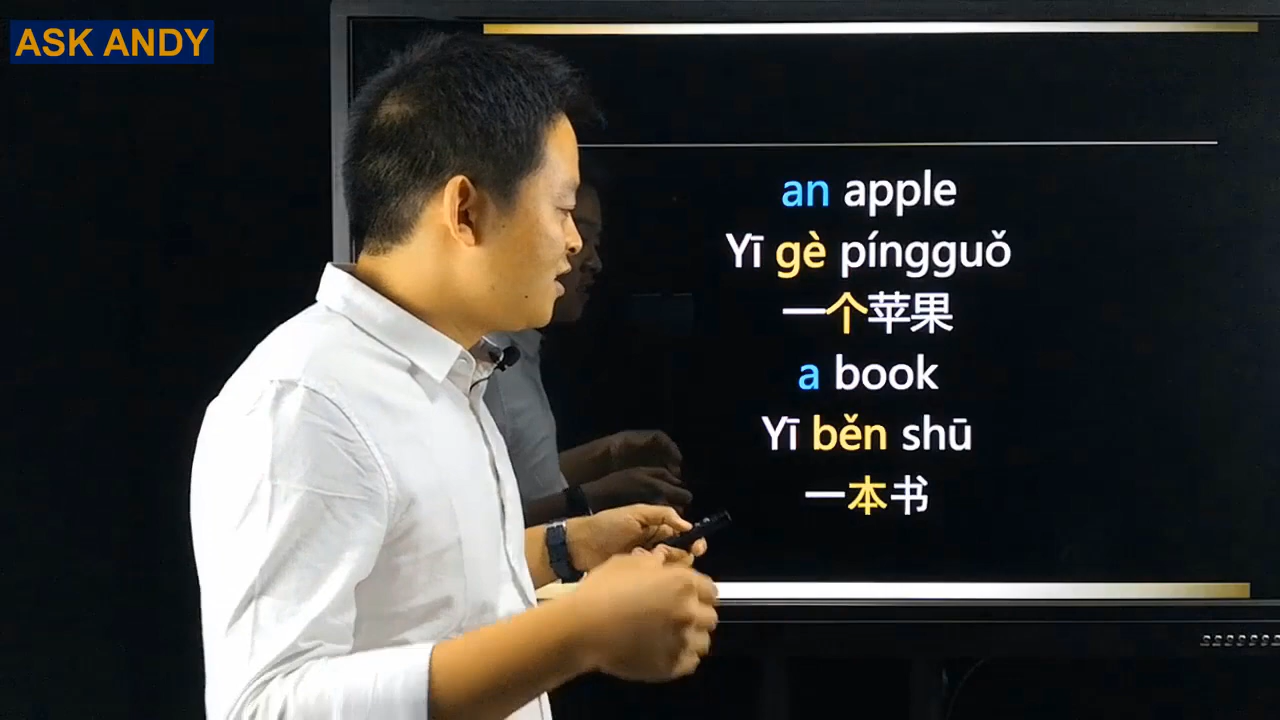 ASK ANDY
an apple
Yī gè píngguǒ
一个苹果
a book
Yī běn shū
一本书